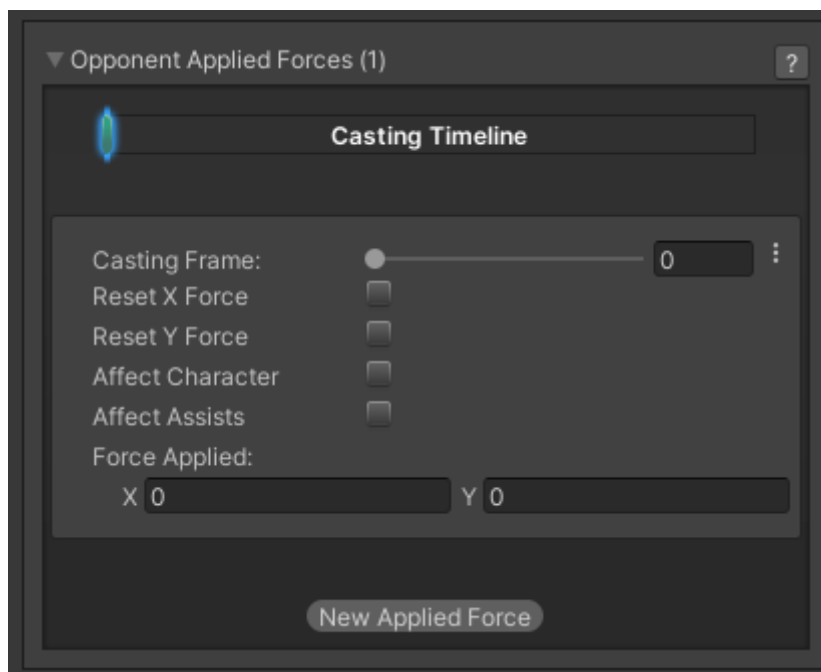 Opponent Applied Forces (1) ?
Casting Timeline
Casting Frame: 0
Reset X Force
Reset Y Force
Affect Character
Affect Assists
Force Applied:
X 0 Y 0
New Applied Force